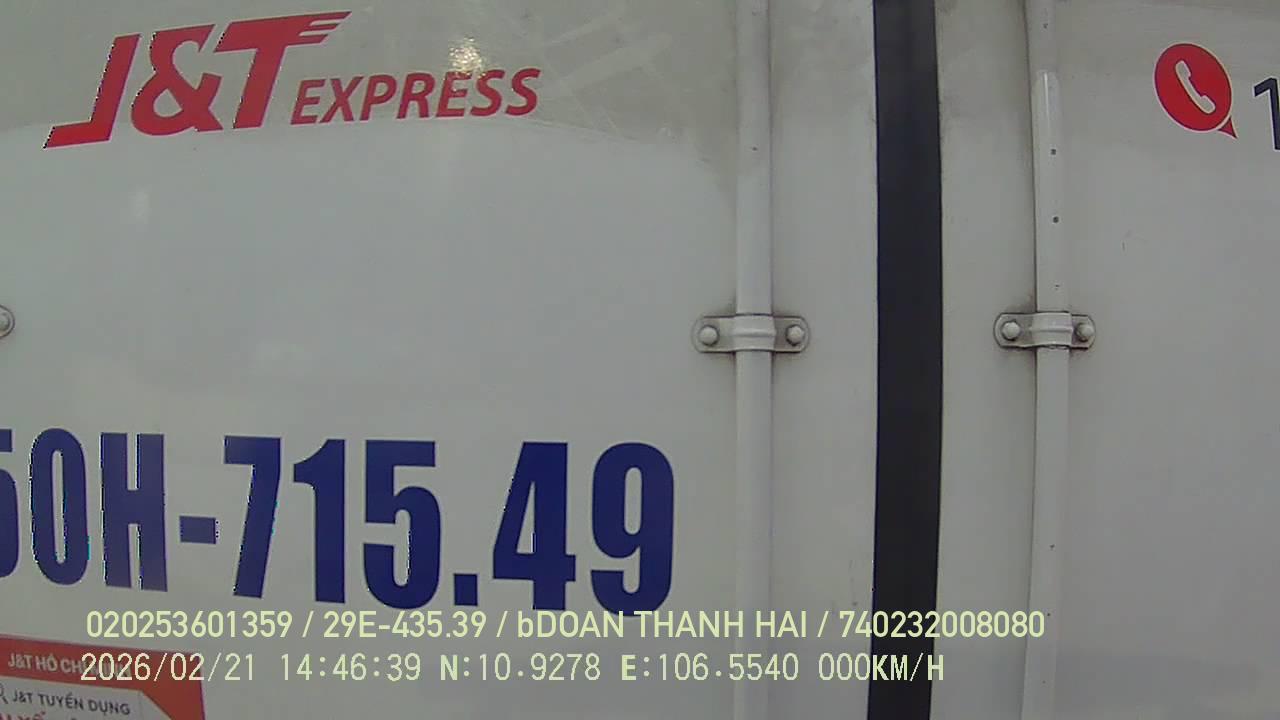 J&T EXPRESS
1
50H-715.49
020253601359 / 29E-435.39 / bDOAN THANH HAI / 740232008080
2026/02/21 14:46:39 N:10.9278 E:106.5540 000KM/H
J&T HỒ CHÍ
J&T TUYỂN DỤNG